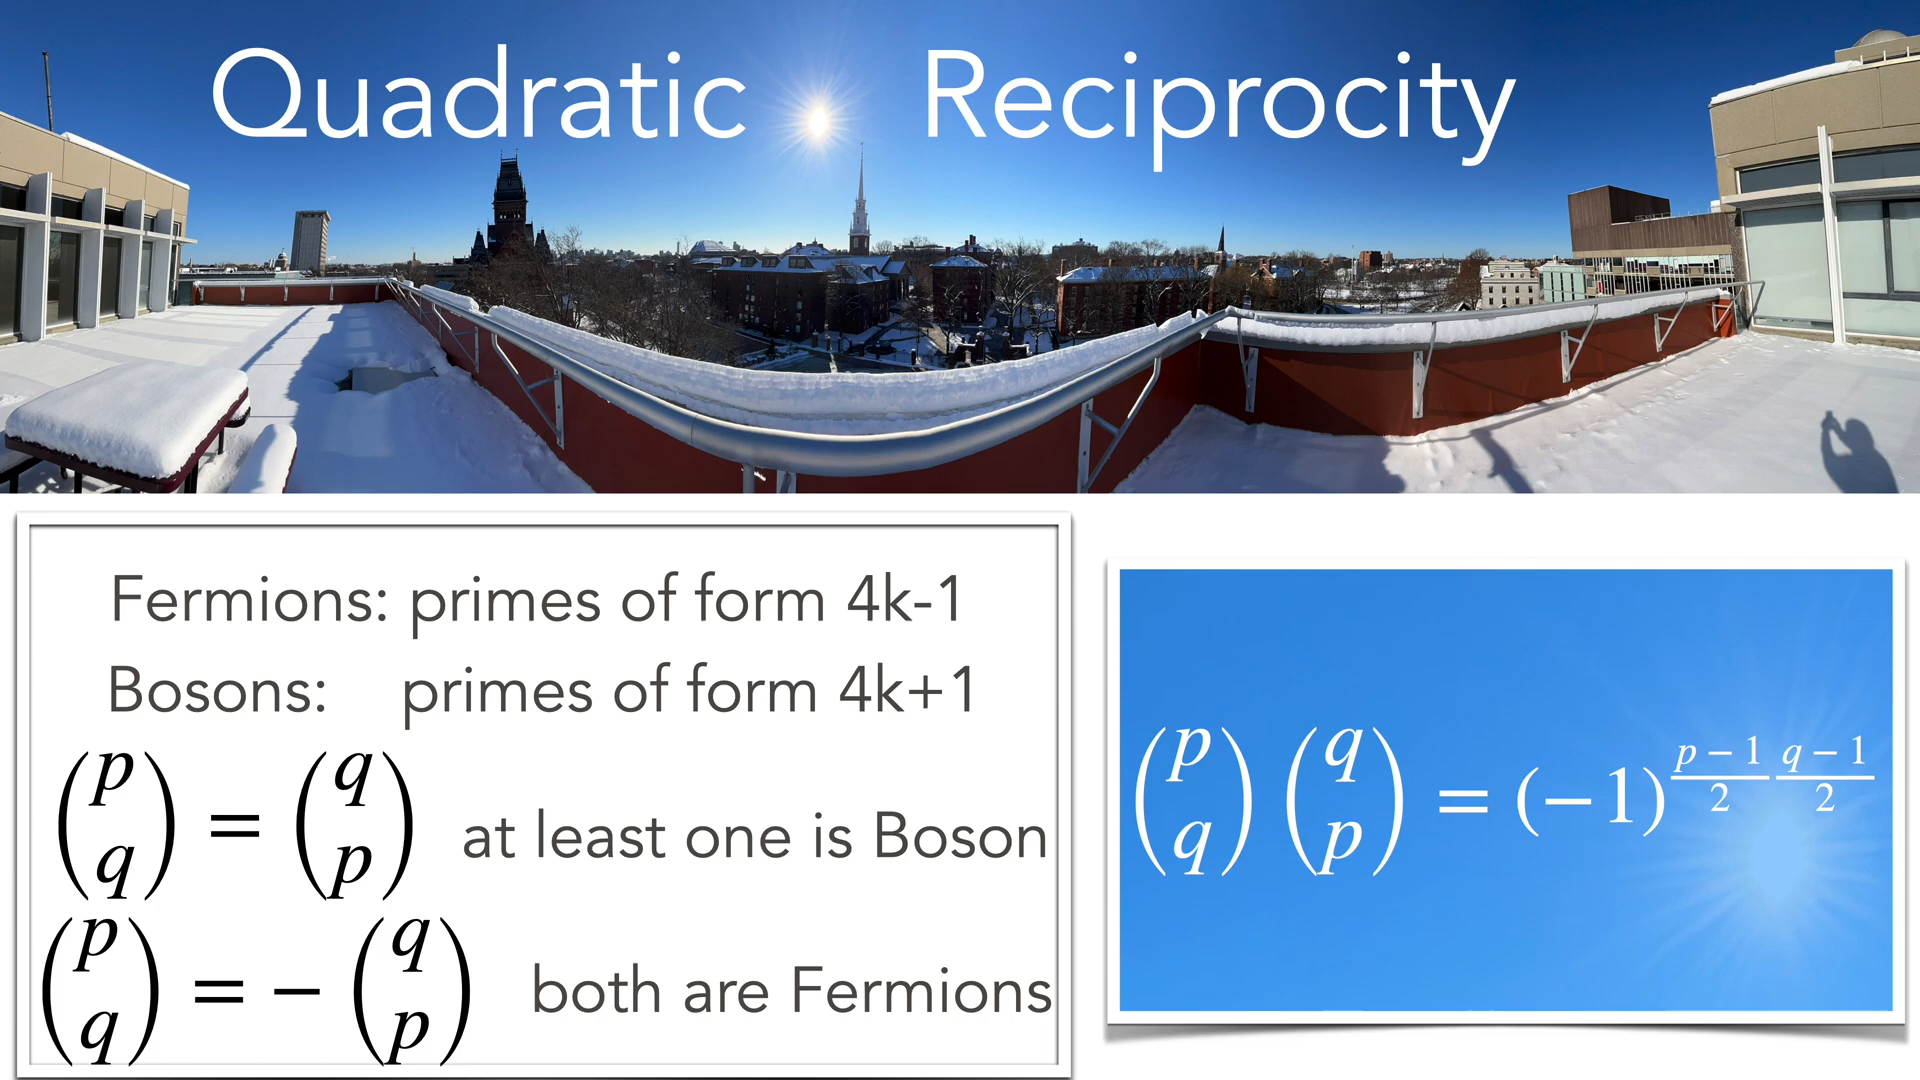 Quadratic Reciprocity
Fermions: primes of form 4k-1
Bosons: primes of form 4k+1
(p/q) = (q/p) at least one is Boson
(p/q) = − (q/p) both are Fermions
(p/q) (q/p) = (−1)^((p − 1)/2 (q − 1)/2)